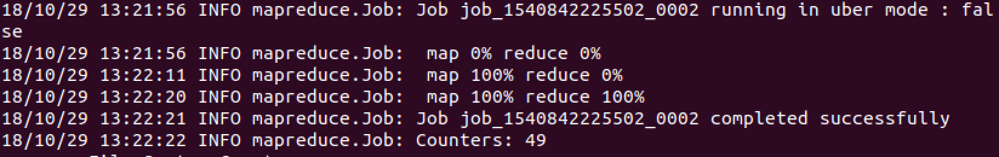 18/10/29 13:21:56 INFO mapreduce.Job: Job job_1540842225502_0002 running in uber mode : fal
se
18/10/29 13:21:56 INFO mapreduce.Job:  map 0% reduce 0%
18/10/29 13:22:11 INFO mapreduce.Job:  map 100% reduce 0%
18/10/29 13:22:20 INFO mapreduce.Job:  map 100% reduce 100%
18/10/29 13:22:21 INFO mapreduce.Job: Job job_1540842225502_0002 completed successfully
18/10/29 13:22:22 INFO mapreduce.Job: Counters: 49